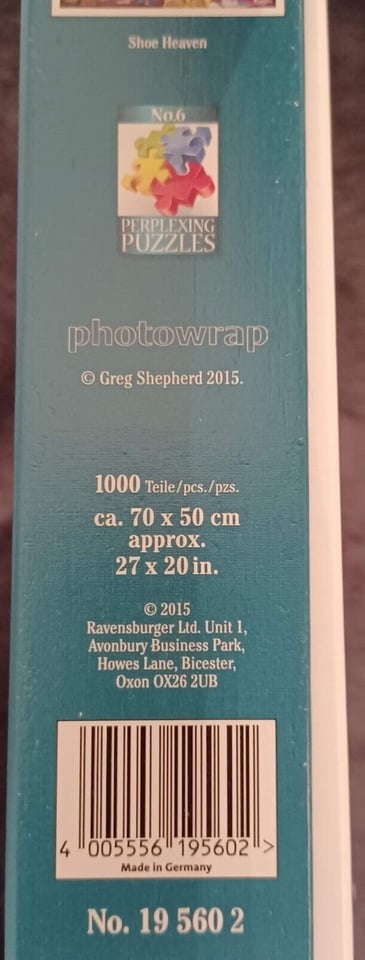 Shoe Heaven
No.6
PERPLEXING
PUZZLES
photowrap
© Greg Shepherd 2015.
1000 Teile/pcs./pzs.
ca. 70 x 50 cm
approx.
27 x 20 in.
© 2015
Ravensburger Ltd. Unit 1,
Avonbury Business Park,
Howes Lane, Bicester,
Oxon OX26 2UB
4 005556 195602 >
Made in Germany
No. 19 560 2